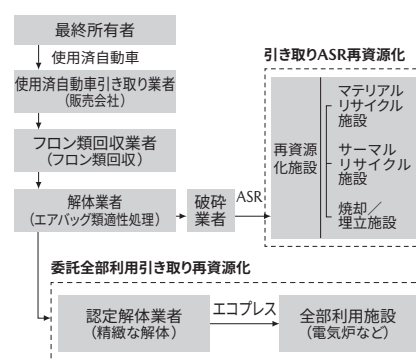 最終所有者
使用済自動車
使用済自動車引き取り業者
(販売会社)
フロン類回収業者
(フロン類回収)
解体業者
(エアバッグ類適性処理)
破砕
業者
ASR
引き取りASR再資源化
再資源
化施設
マテリアル
リサイクル
施設
サーマル
リサイクル
施設
焼却/
埋立施設
委託全部利用引き取り再資源化
認定解体業者
(精緻な解体)
エコプレス
全部利用施設
(電気炉など)